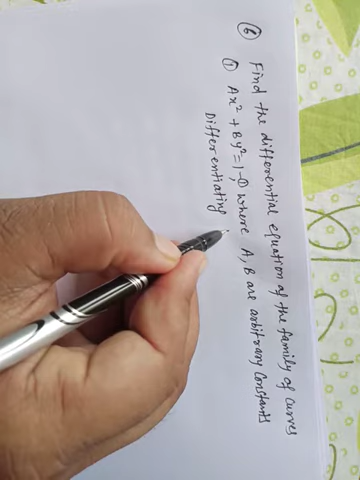 ⑥ Find the differential equation of the family of curves
① Ax² + By² = 1 –① where A, B are arbitrary constants
Differentiating